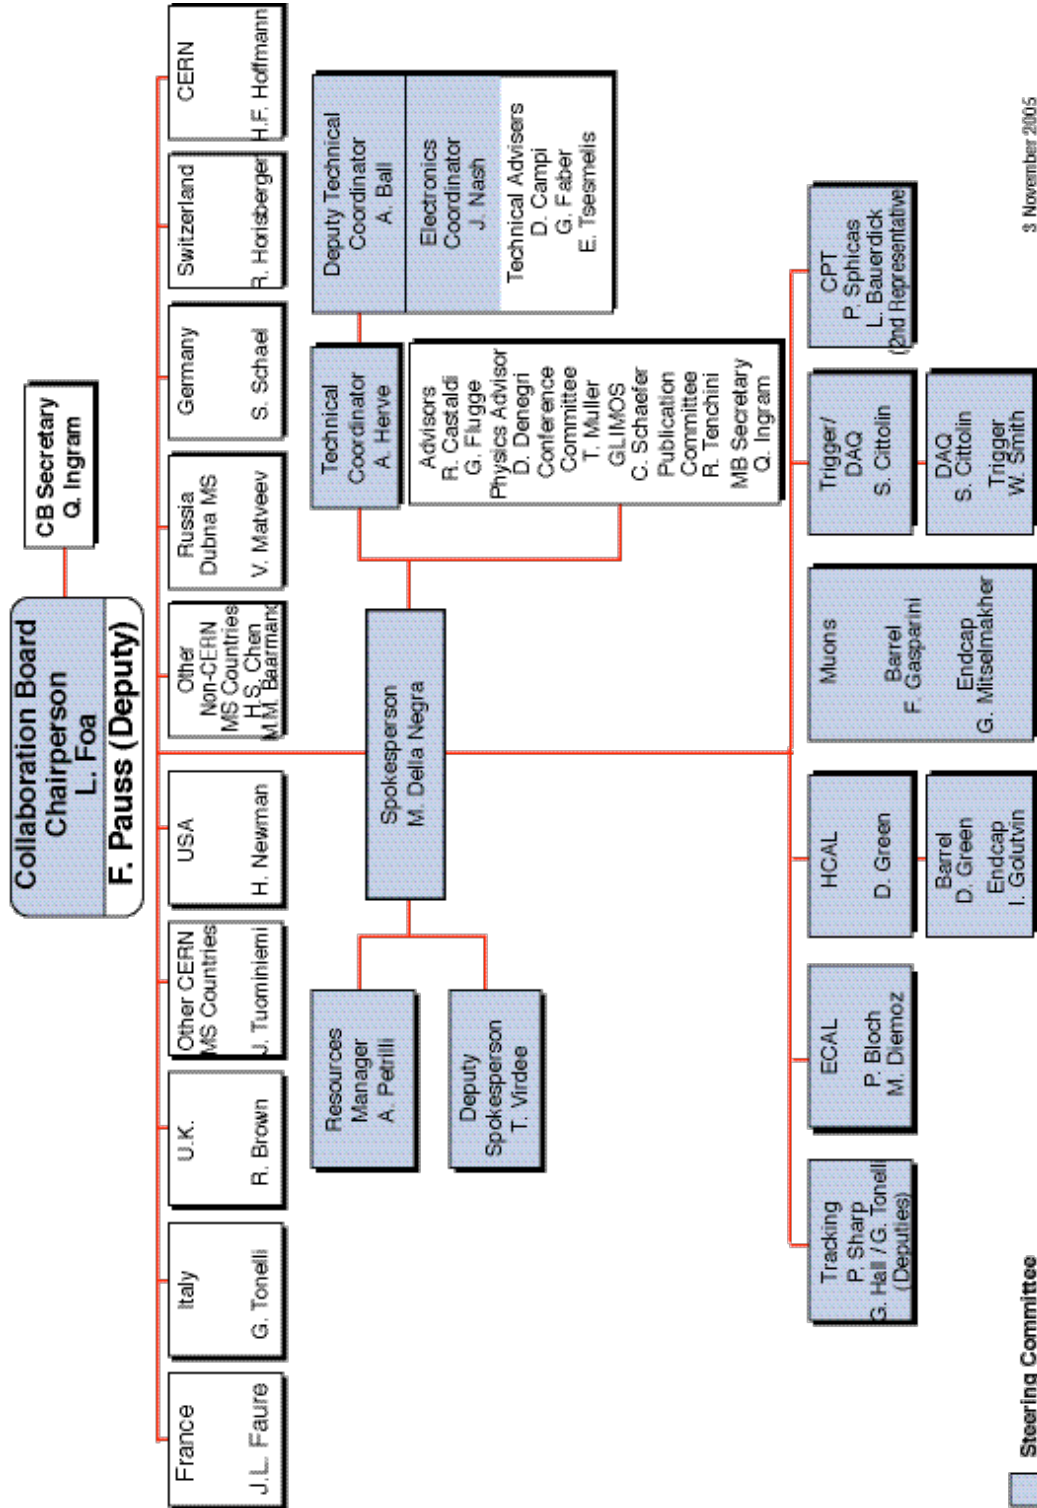 Collaboration Board
Chairperson
L. Foa
F. Pauss (Deputy)
CB Secretary
Q. Ingram
France
J.L. Faure
Italy
G. Tonelli
U.K.
R. Brown
Other CERN
MS Countries
J. Tuominiemi
USA
H. Newman
Other
Non-CERN
MS Countries
H.S. Chen
M.M. Baarmand
Russia
Dubna MS
V. Matveev
Germany
S. Schael
Switzerland
R. Horisberger
CERN
H.F. Hoffmann
Resources
Manager
A. Petrilli
Deputy
Spokesperson
T. Virdee
Spokesperson
M. Della Negra
Technical
Coordinator
A. Herve
Deputy Technical
Coordinator
A. Ball
Electronics
Coordinator
J. Nash
Technical Advisers
D. Campi
G. Faber
E. Tsesmelis
Advisors
R. Castaldi
G. Flugge
Physics Advisor
D. Denegri
Conference
Committee
T. Muller
GLIMOS
C. Schaefer
Publication
Committee
R. Tenchini
MB Secretary
Q. Ingram
Tracking
P. Sharp
G. Hall / G. Tonelli
(Deputies)
ECAL
P. Bloch
M. Diemoz
HCAL
D. Green
Barrel
D. Green
Endcap
I. Golutvin
Muons
Barrel
F. Gasparini
Endcap
G. Mitselmakher
Trigger/
DAQ
S. Cittolin
DAQ
S. Cittolin
Trigger
W. Smith
CPT
P. Sphicas
L. Bauerdick
(2nd Representative)
Steering Committee
3 November 2005